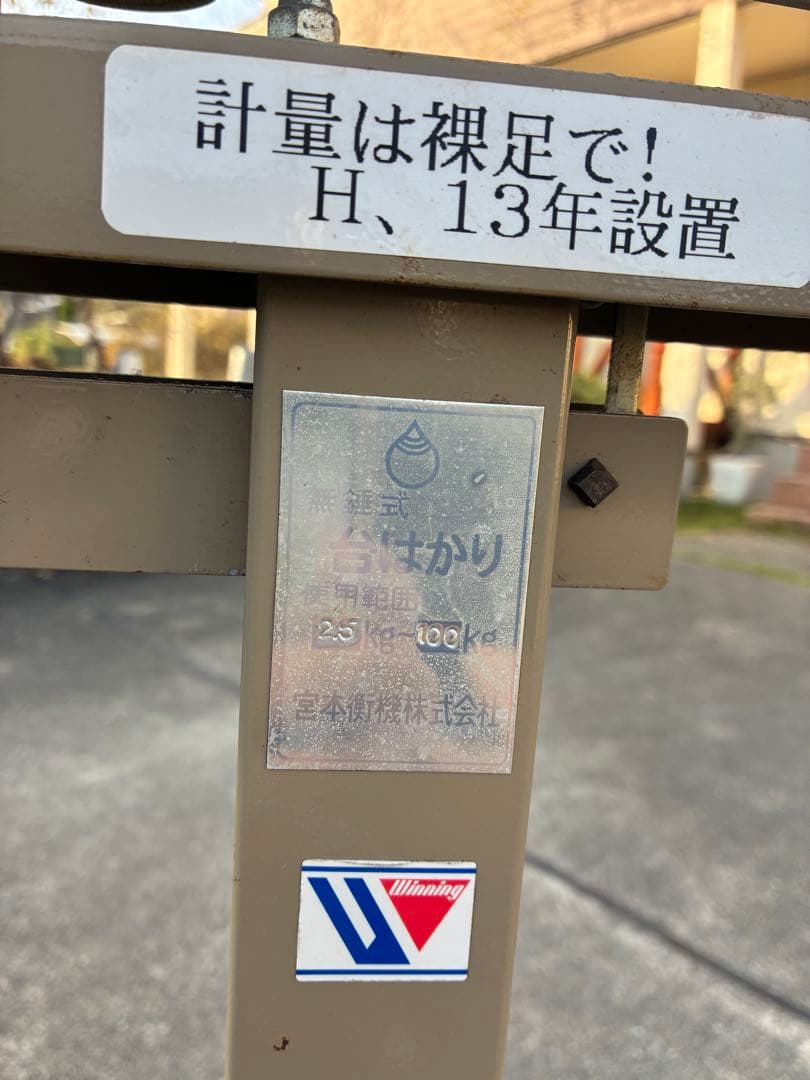 計量は裸足で!
H、13年設置
無錘式
台はかり
使用範囲
2.5kg~100kg
宮本衡機株式会社
Winning